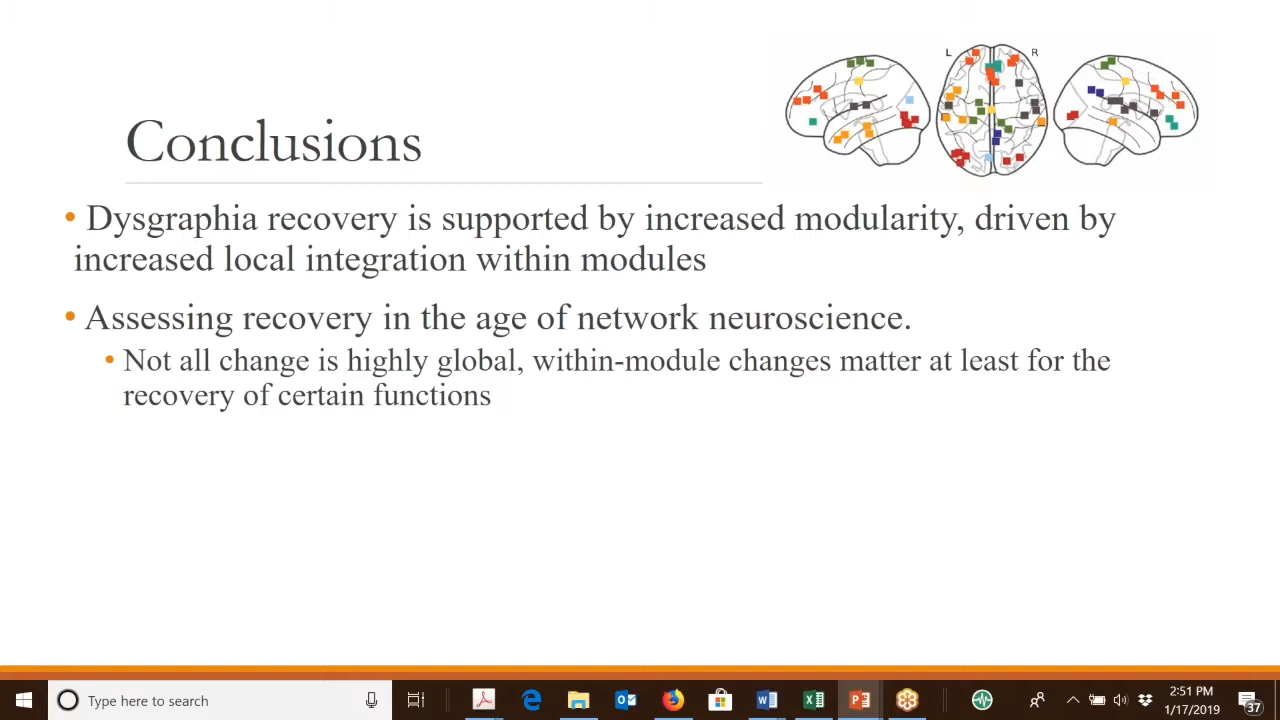 L
R
Conclusions
• Dysgraphia recovery is supported by increased modularity, driven by
increased local integration within modules
• Assessing recovery in the age of network neuroscience.
• Not all change is highly global, within-module changes matter at least for the
recovery of certain functions
Type here to search
2:51 PM
1/17/2019
37